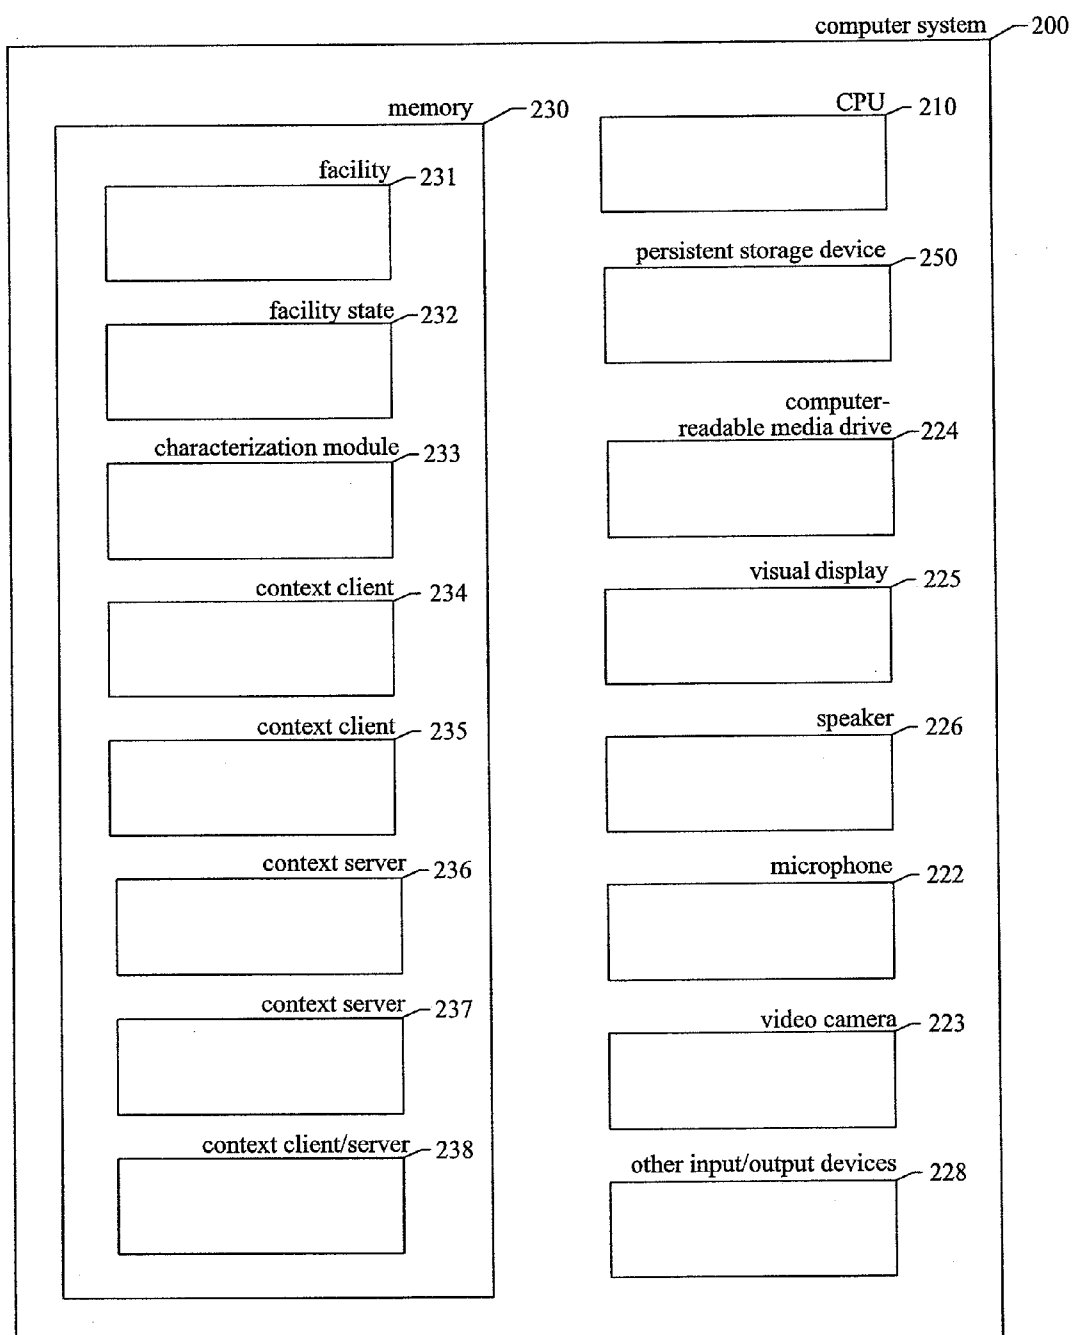 computer system 200
memory 230
facility 231
facility state 232
characterization module 233
context client 234
context client 235
context server 236
context server 237
context client/server 238
CPU 210
persistent storage device 250
computer-
readable media drive 224
visual display 225
speaker 226
microphone 222
video camera 223
other input/output devices 228